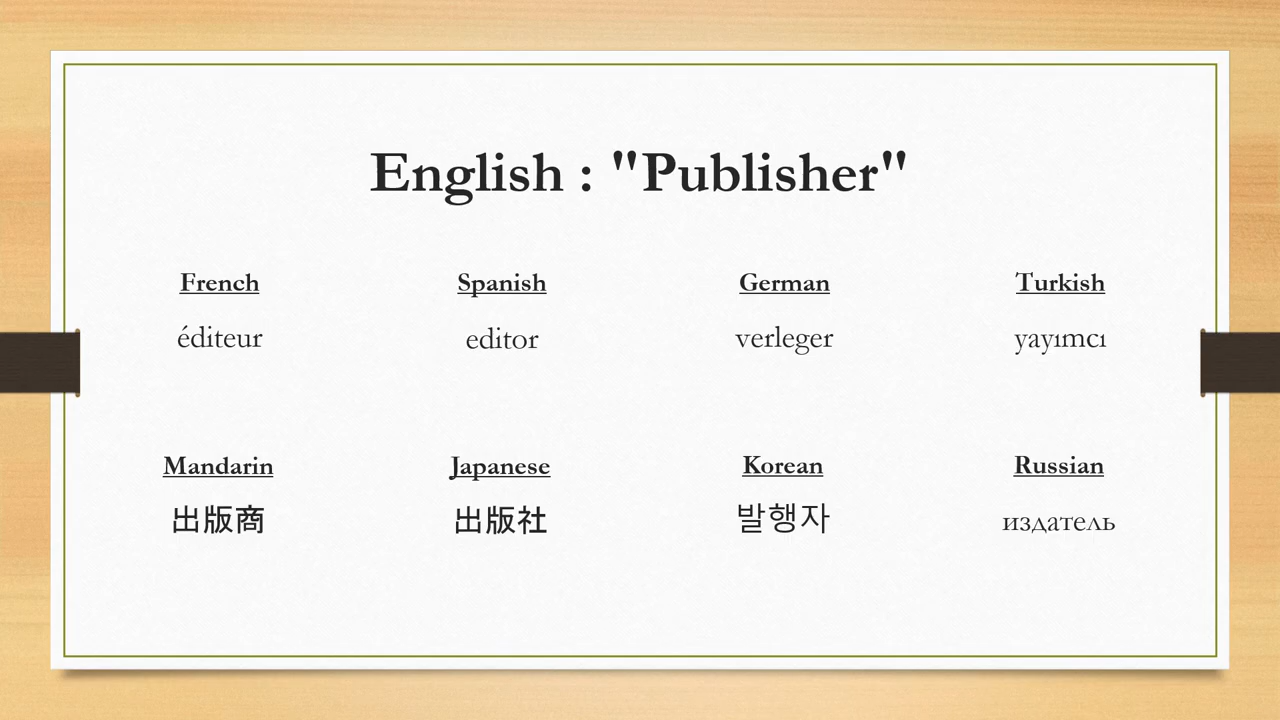 English : "Publisher"
French Spanish German Turkish
éditeur editor verleger yayımcı
Mandarin Japanese Korean Russian
出版商 出版社 발행자 издатель